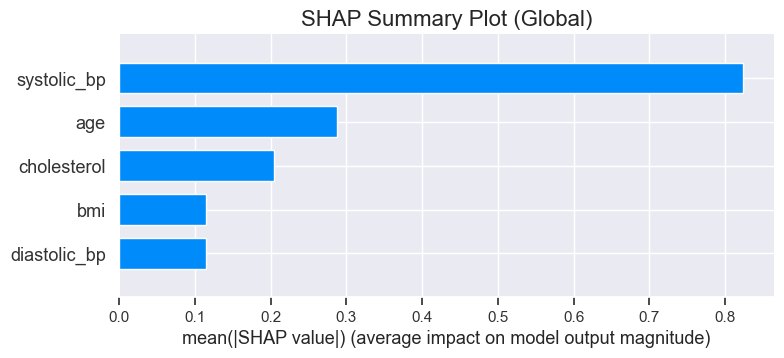 SHAP Summary Plot (Global)
systolic_bp
age
cholesterol
bmi
diastolic_bp
0.0 0.1 0.2 0.3 0.4 0.5 0.6 0.7 0.8
mean(|SHAP value|) (average impact on model output magnitude)